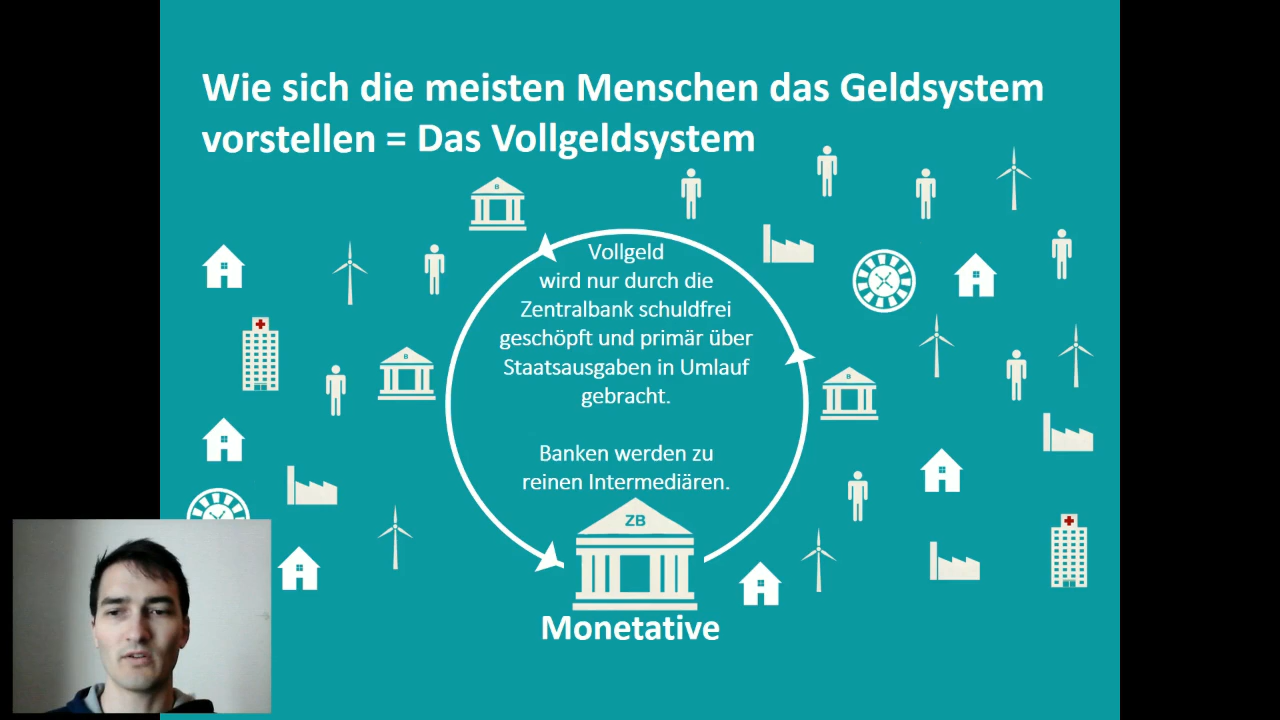 Wie sich die meisten Menschen das Geldsystem
vorstellen = Das Vollgeldsystem
B
Vollgeld
wird nur durch die
Zentralbank schuldfrei
geschöpft und primär über
Staatsausgaben in Umlauf
gebracht.
B
B
Banken werden zu
reinen Intermediären.
ZB
Monetative